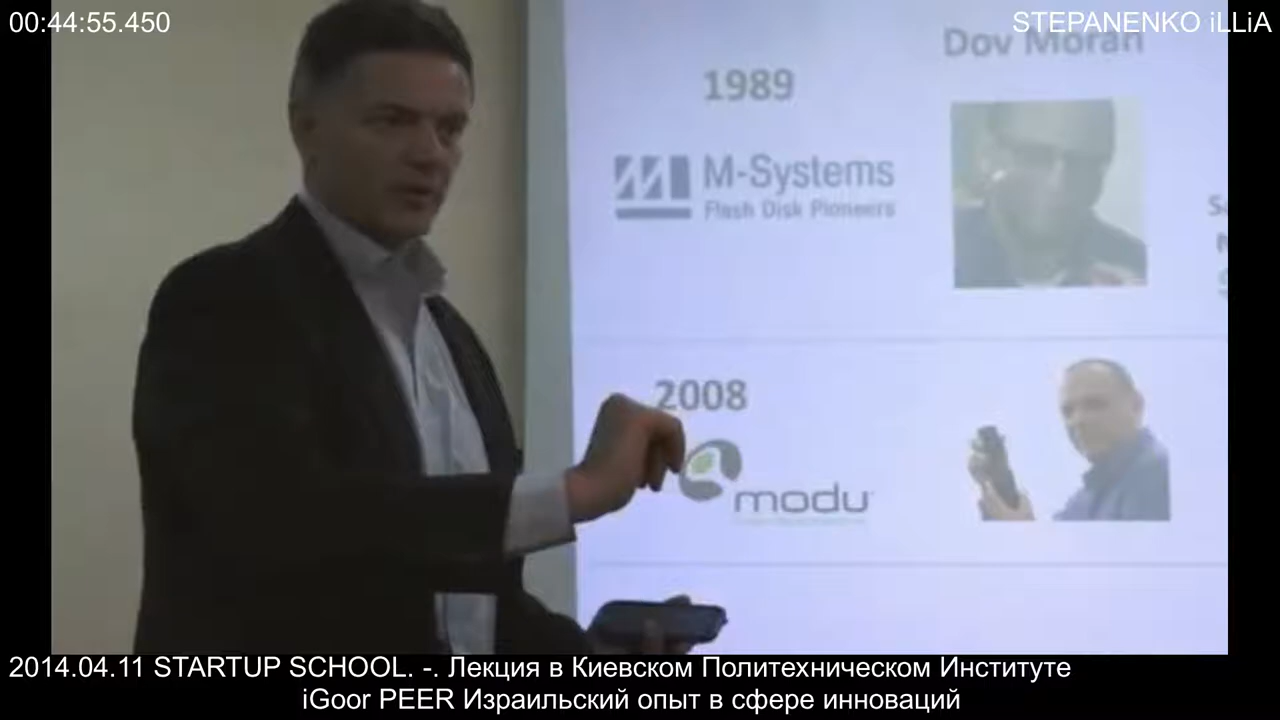 00:44:55.450
STEPANENKO iLLiA
Dov Moran
1989
M-Systems
Flash Disk Pioneers
2008
modu
2014.04.11 STARTUP SCHOOL. -. Лекция в Киевском Политехническом Институте
iGoor PEER Израильский опыт в сфере инноваций